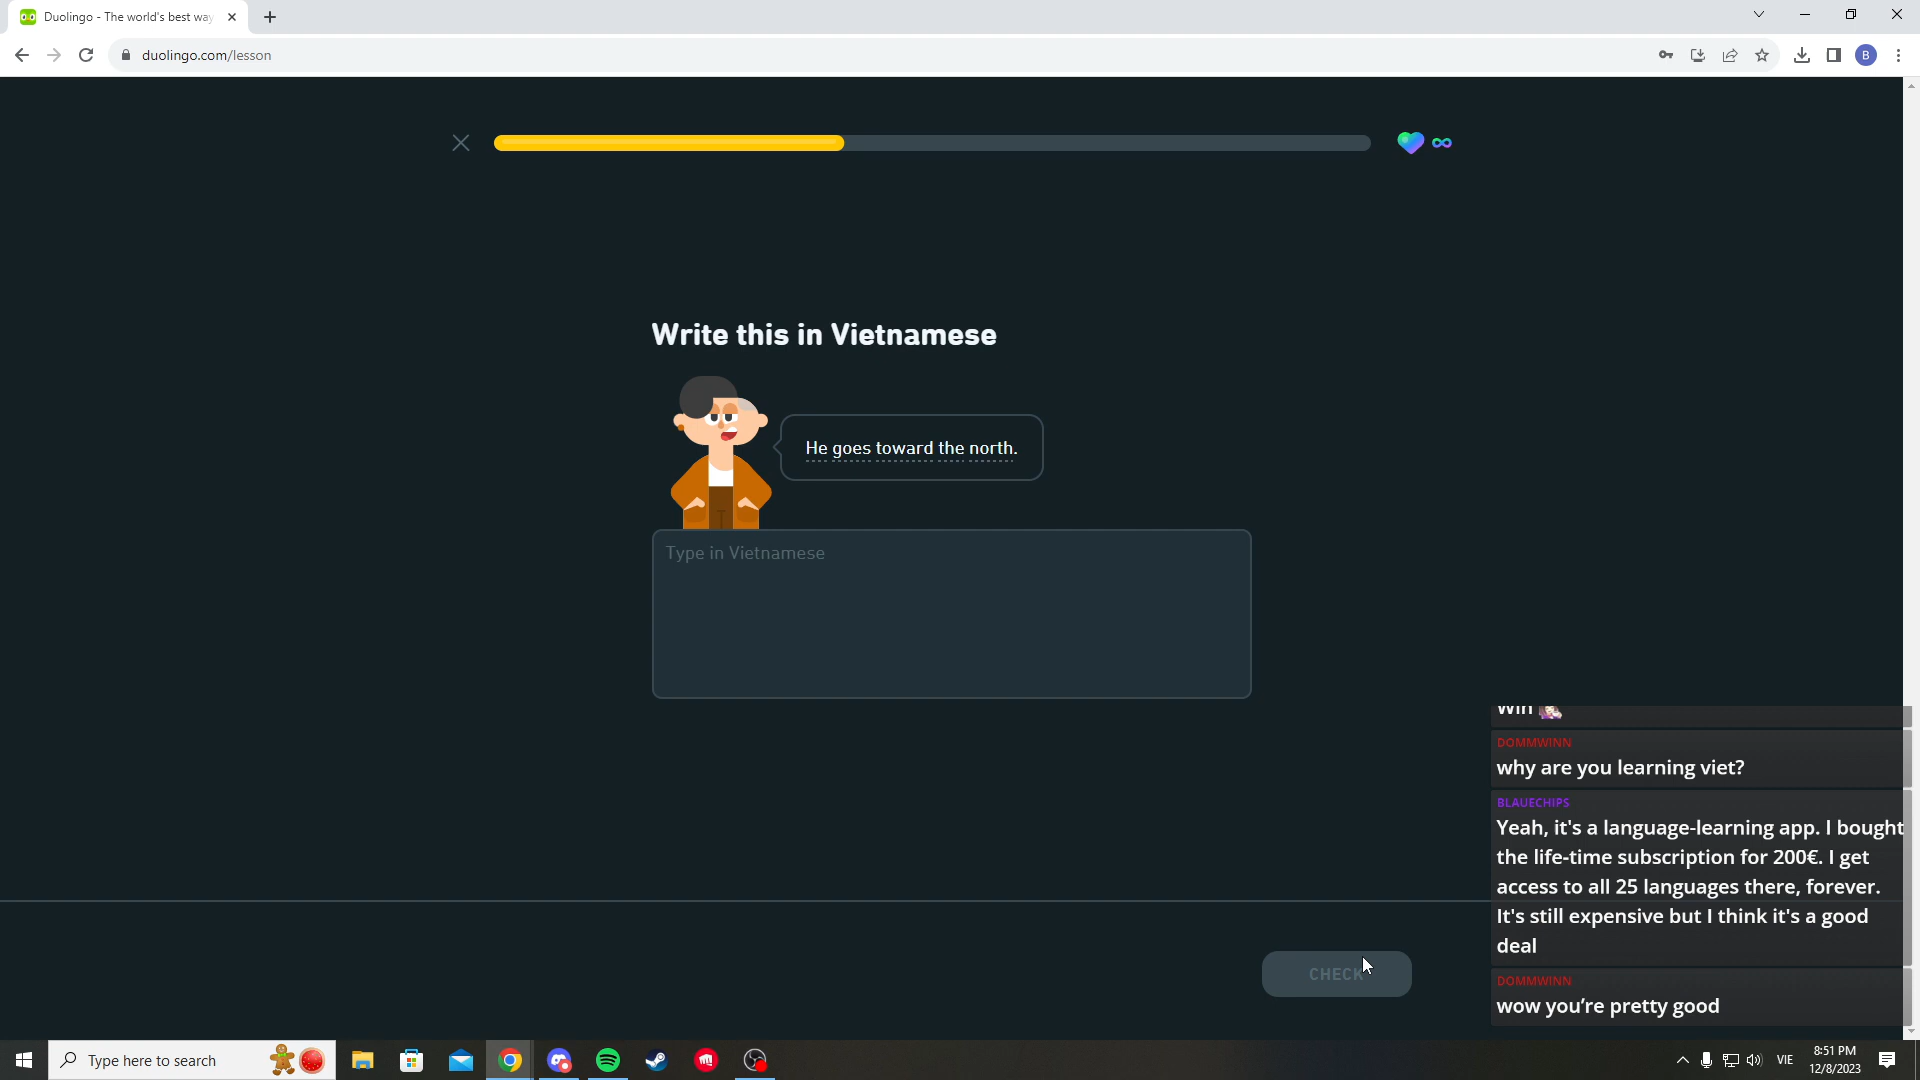 Duolingo - The world's best way
duolingo.com/lesson
B
Write this in Vietnamese
He goes toward the north.
Type in Vietnamese
Win
DOMMWINN
why are you learning viet?
BLAUECHIPS
Yeah, it's a language-learning app. I bought
the life-time subscription for 200€. I get
access to all 25 languages there, forever.
It's still expensive but I think it's a good
deal
DOMMWINN
wow you're pretty good
CHECK
Type here to search
VIE
8:51 PM
12/8/2023